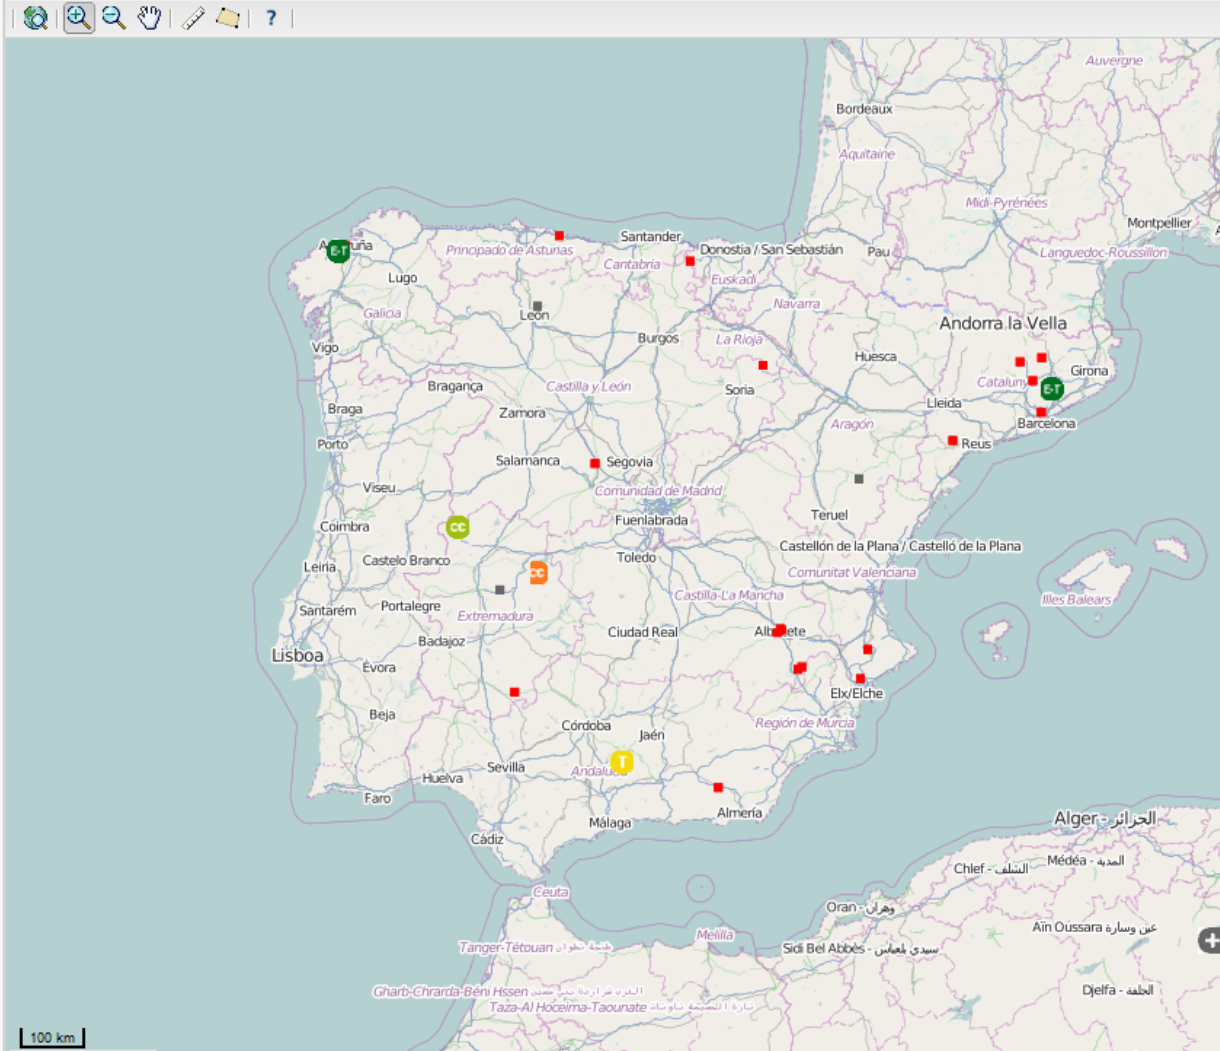 ?
Auvergne
Bordeaux
Aquitaine
Midi-Pyrénées
Montpellier
Languedoc-Roussillon
Santander
Donostia / San Sebastián
Pau
E-T
Principado de Asturias
Cantabria
Euskadi
Lugo
Navarra
Galicia
León
Andorra la Vella
Burgos
La Rioja
Vigo
Huesca
Girona
Bragança
Castilla y León
Soria
E-T
Lleida
Braga
Zamora
Barcelona
Aragón
Porto
Reus
Salamanca
Segovia
Viseu
Comunidad de Madrid
Teruel
Fuenlabrada
Coimbra
CC
Castellón de la Plana / Castelló de la Plana
Castelo Branco
Toledo
Leiria
CC
Comunitat Valenciana
Castilla-La Mancha
Illes Balears
Portalegre
Santarém
Extremadura
Ciudad Real
Badajoz
Lisboa
Évora
Elx/Elche
Beja
Región de Murcia
Córdoba
Jaén
T
Sevilla
Huelva
Faro
Almería
Málaga
Alger - الجزائر
Cádiz
Médéa - المدية
Chlef - الشلف
Ceuta
Oran - وهران
Aïn Oussara عين وسارة
Melilla
Tanger-Tétouan طنجة تطوان
Sidi Bel Abbès - سيدي بلعباس
Gharb-Chrarda-Béni Hssen
Djelfa - الجلفة
Taza-Al Hoceima-Taounate
100 km